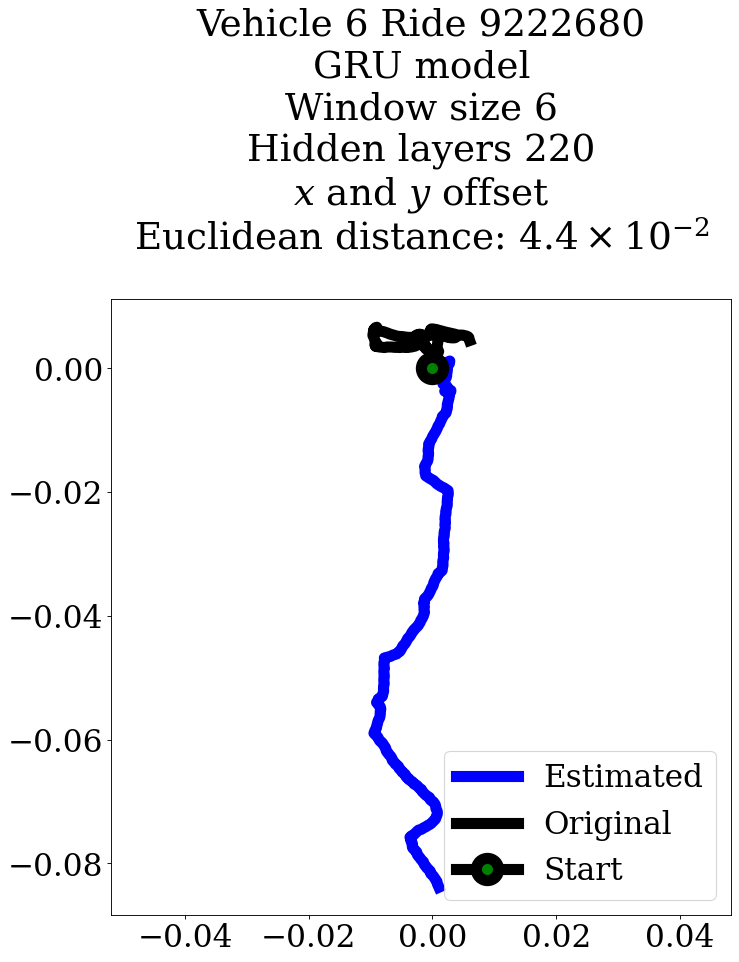 Vehicle 6 Ride 9222680
GRU model
Window size 6
Hidden layers 220
x and y offset
Euclidean distance: 4.4 × 10⁻²
0.00
−0.02
−0.04
−0.06
−0.08
−0.04 −0.02 0.00 0.02 0.04
Estimated
Original
Start